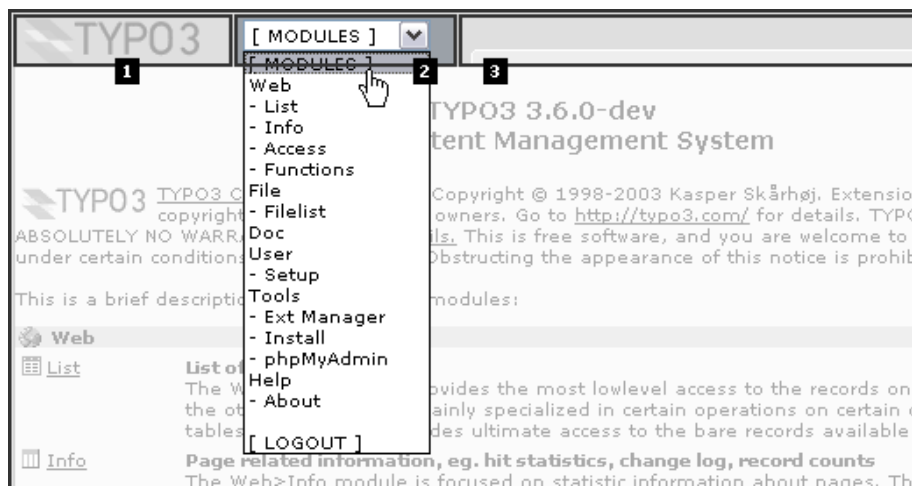 TYPO3
[ MODULES ]
1
2
3
[ MODULES ]
Web
- List
- Info
- Access
- Functions
File
- Filelist
Doc
User
- Setup
Tools
- Ext Manager
- Install
- phpMyAdmin
Help
- About
[ LOGOUT ]
TYPO3 3.6.0-dev
tent Management System
TYPO3 TYPO3 C Copyright © 1998-2003 Kasper Skårhøj. Extensio
copyright owners. Go to http://typo3.com/ for details. TYPO
ABSOLUTELY NO WARR ils. This is free software, and you are welcome to
under certain conditions Obstructing the appearance of this notice is prohib
This is a brief descriptio modules:
Web
List List of
The W ovides the most lowlevel access to the records on
the ot ainly specialized in certain operations on certain
tables des ultimate access to the bare records available
Info Page related information, eg. hit statistics, change log, record counts
The Web>Info module is focused on statistic information about pages. Th